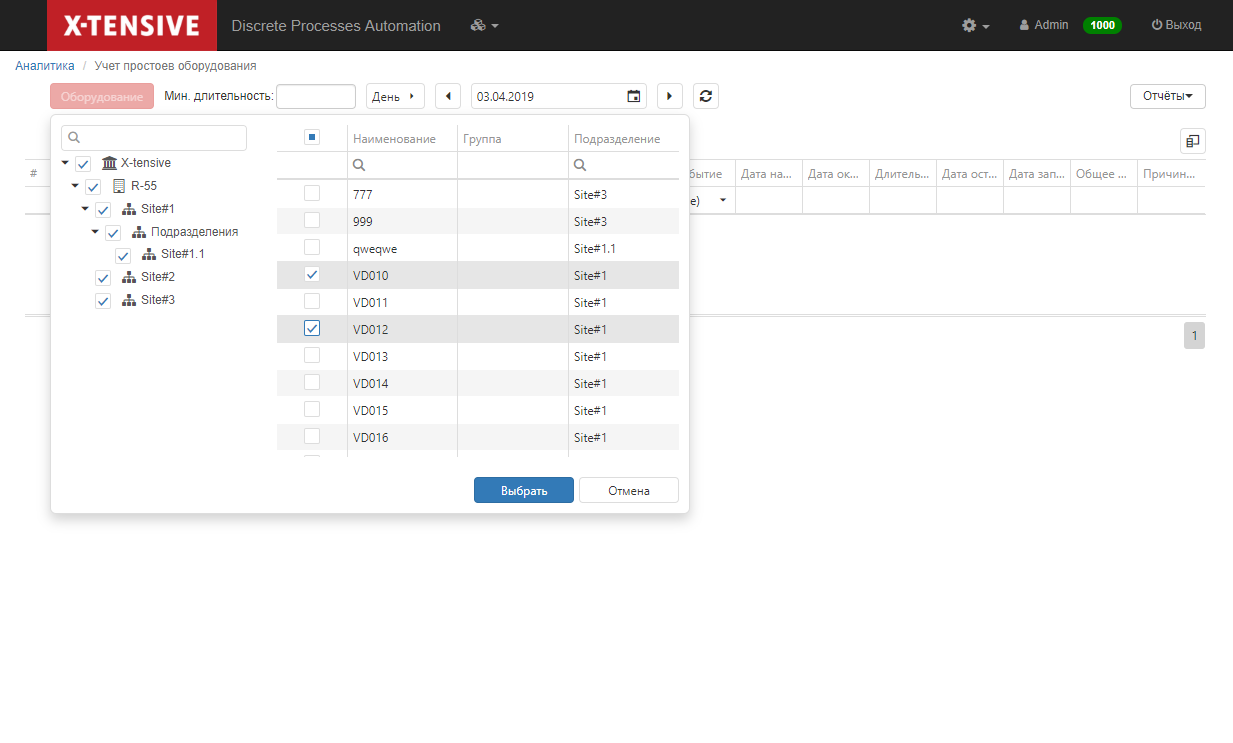 X-TENSIVE Discrete Processes Automation Admin 1000 Выход
Аналитика / Учет простоев оборудования
Оборудование Мин. длительность: День 03.04.2019 Отчёты
Наименование Группа Подразделение
X-tensive
R-55
Site#1
Подразделения
Site#1.1
Site#2
Site#3
777 Site#3
999 Site#3
qweqwe Site#1.1
VD010 Site#1
VD011 Site#1
VD012 Site#1
VD013 Site#1
VD014 Site#1
VD015 Site#1
VD016 Site#1
Выбрать Отмена
# бытие Дата на... Дата ок... Длитель... Дата ост... Дата зап... Общее ... Причин...
е)
1